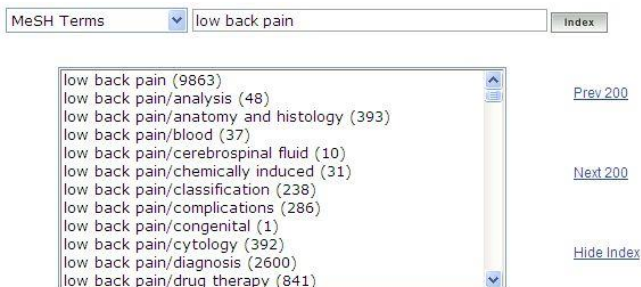 MeSH Terms low back pain Index
low back pain (9863)
low back pain/analysis (48)
Prev 200
low back pain/anatomy and histology (393)
low back pain/blood (37)
low back pain/cerebrospinal fluid (10)
low back pain/chemically induced (31)
Next 200
low back pain/classification (238)
low back pain/complications (286)
low back pain/congenital (1)
low back pain/cytology (392)
Hide Index
low back pain/diagnosis (2600)
low back pain/drug therapy (841)